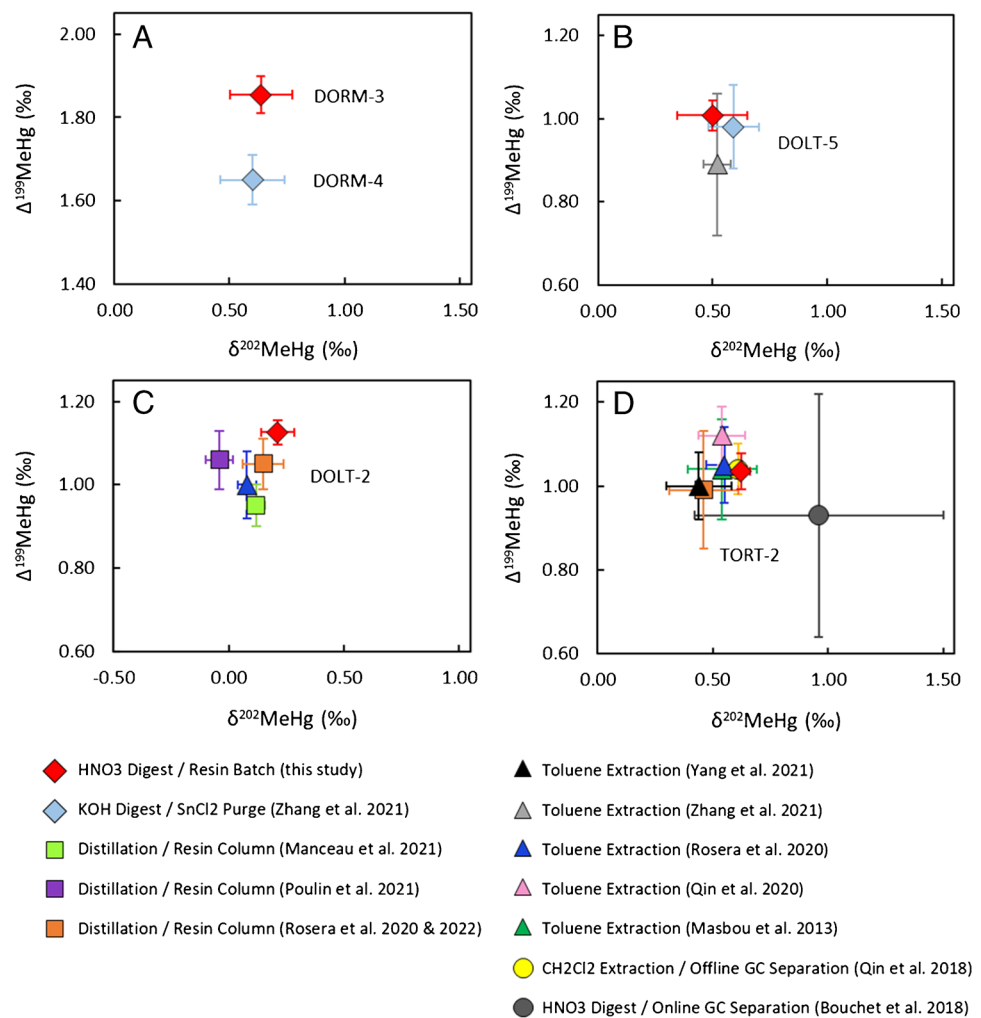 A
2.00
1.80
1.60
1.40
Δ¹⁹⁹MeHg (‰)
DORM-3
DORM-4
0.00 0.50 1.00 1.50
δ²⁰²MeHg (‰)
B
1.20
1.00
0.80
0.60
Δ¹⁹⁹MeHg (‰)
DOLT-5
0.00 0.50 1.00 1.50
δ²⁰²MeHg (‰)
C
1.20
1.00
0.80
0.60
Δ¹⁹⁹MeHg (‰)
DOLT-2
-0.50 0.00 0.50 1.00
δ²⁰²MeHg (‰)
D
1.20
1.00
0.80
0.60
Δ¹⁹⁹MeHg (‰)
TORT-2
0.00 0.50 1.00 1.50
δ²⁰²MeHg (‰)
HNO3 Digest / Resin Batch (this study)
KOH Digest / SnCl2 Purge (Zhang et al. 2021)
Distillation / Resin Column (Manceau et al. 2021)
Distillation / Resin Column (Poulin et al. 2021)
Distillation / Resin Column (Rosera et al. 2020 & 2022)
Toluene Extraction (Yang et al. 2021)
Toluene Extraction (Zhang et al. 2021)
Toluene Extraction (Rosera et al. 2020)
Toluene Extraction (Qin et al. 2020)
Toluene Extraction (Masbou et al. 2013)
CH2Cl2 Extraction / Offline GC Separation (Qin et al. 2018)
HNO3 Digest / Online GC Separation (Bouchet et al. 2018)